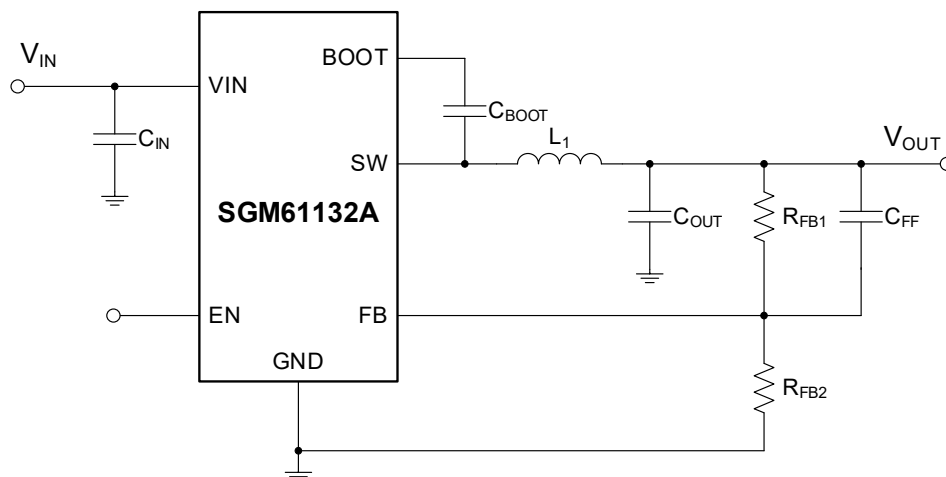 V_IN
BOOT
VIN
C_BOOT
C_IN
L_1
V_OUT
SW
SGM61132A
C_OUT
R_FB1
C_FF
EN
FB
GND
R_FB2